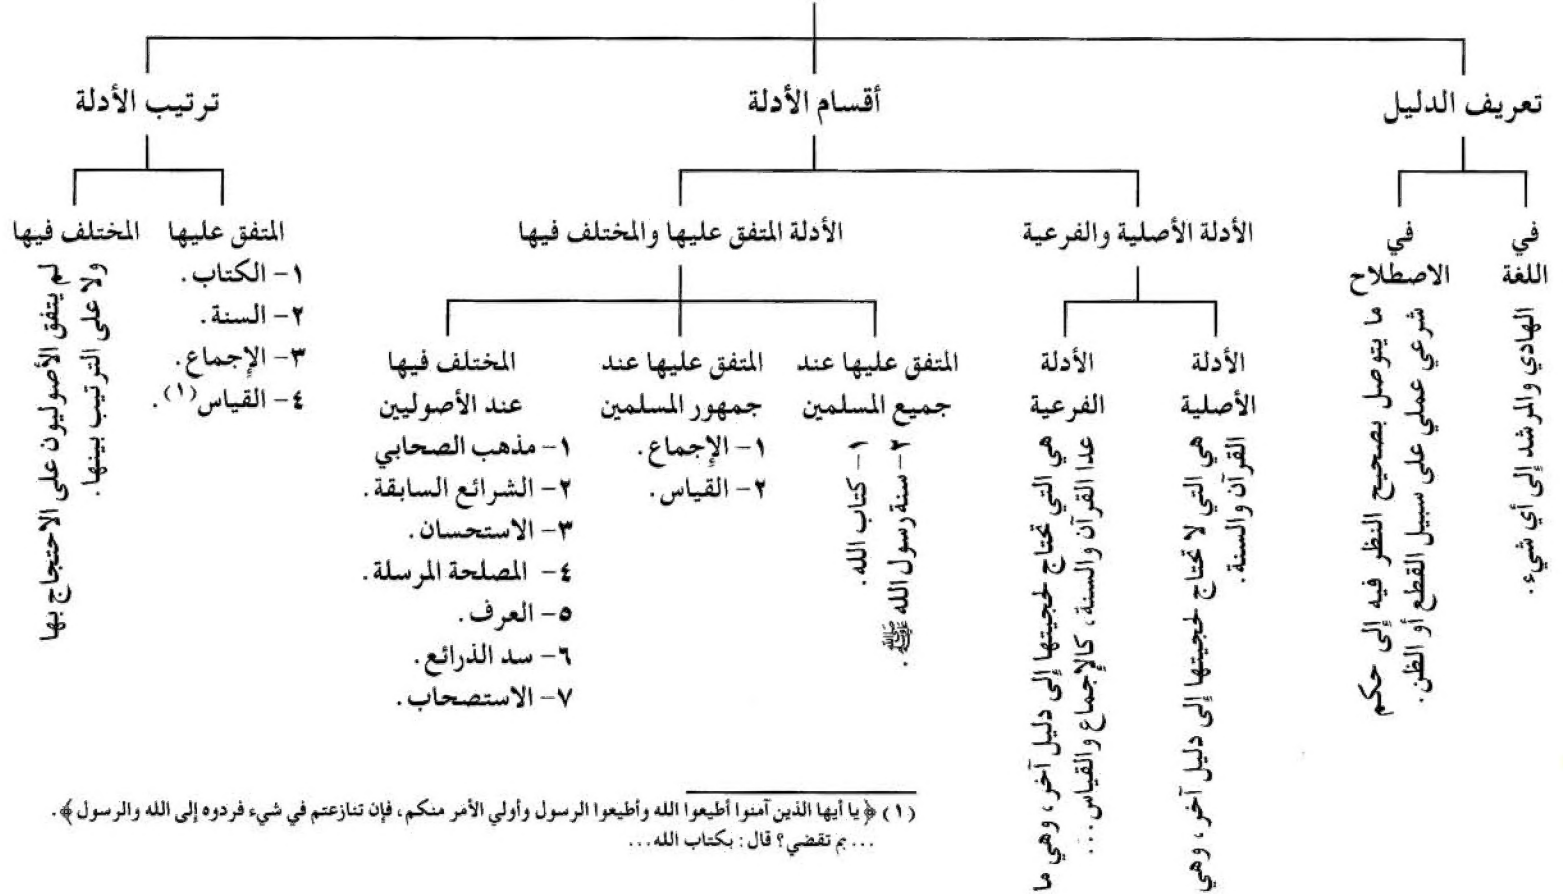 تعريف الدليل
في
اللغة
الهادي والمرشد إلى أي شيء.
في
الاصطلاح
ما يتوصل بصحيح النظر فيه إلى حكم
شرعي عملي على سبيل القطع أو الظن.
أقسام الأدلة
الأدلة الأصلية والفرعية
الأدلة
الأصلية
هي التي لا تحتاج لحجيتها إلى دليل آخر، وهي
القرآن والسنة.
الأدلة
الفرعية
هي التي تحتاج لحجيتها إلى دليل آخر، وهي ما
عدا القرآن والسنة، كالإجماع والقياس...
الأدلة المتفق عليها والمختلف فيها
المتفق عليها عند
جميع المسلمين
١- كتاب الله.
٢- سنة رسول الله ﷺ.
المتفق عليها عند
جمهور المسلمين
١- الإجماع.
٢- القياس.
المختلف فيها
عند الأصوليين
١- مذهب الصحابي
٢- الشرائع السابقة.
٣- الاستحسان.
٤- المصلحة المرسلة.
٥- العرف.
٦- سد الذرائع.
٧- الاستصحاب.
ترتيب الأدلة
المتفق عليها
١- الكتاب.
٢- السنة.
٣- الإجماع.
٤- القياس(١).
المختلف فيها
لم يتفق الأصوليون على الاحتجاج بها
ولا على الترتيب بينها.
(١) ﴿يا أيها الذين آمنوا أطيعوا الله وأطيعوا الرسول وأولي الأمر منكم، فإن تنازعتم في شيء فردوه إلى الله والرسول﴾.
...بم تقضي؟ قال: بكتاب الله...